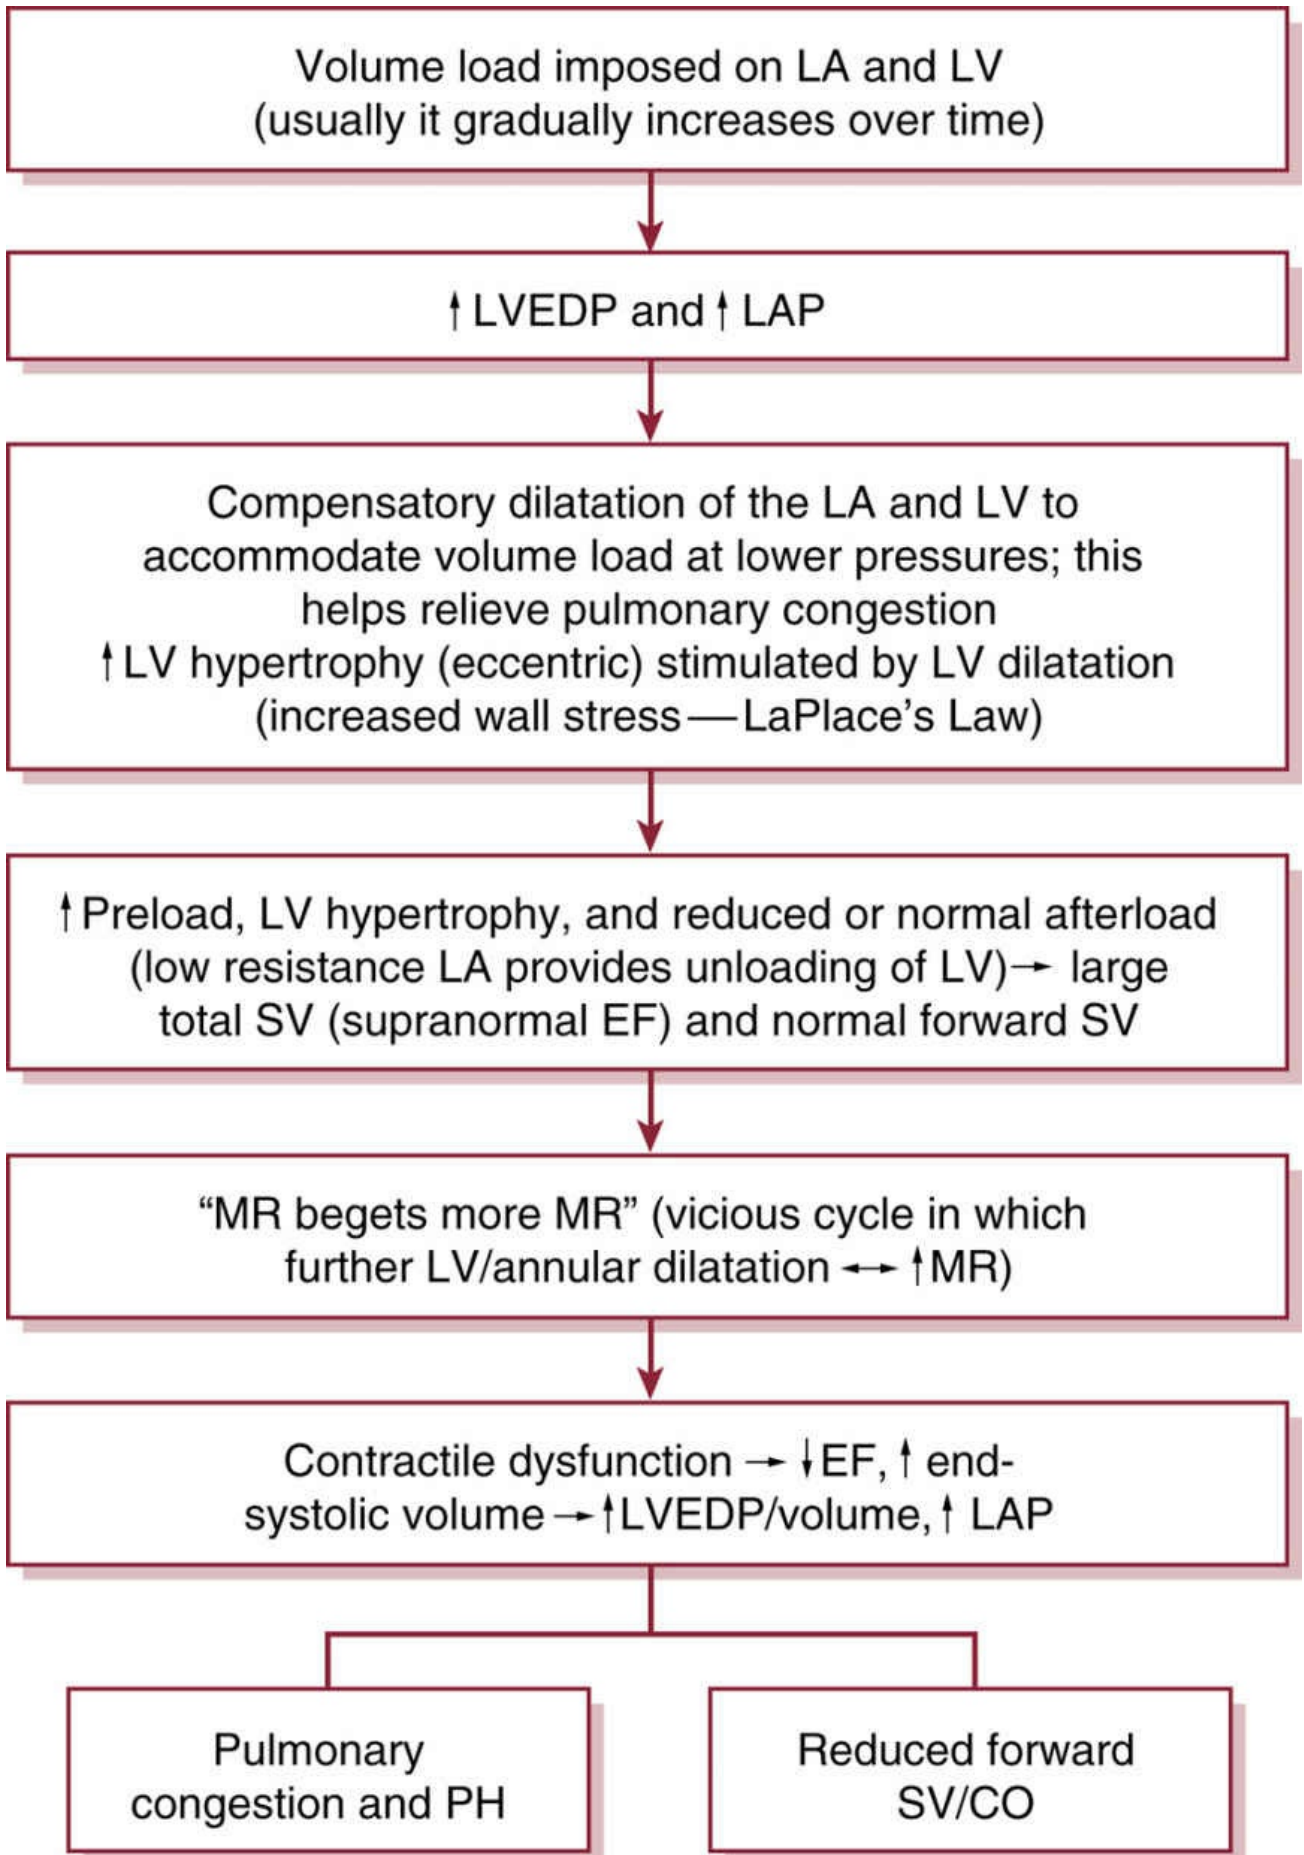 Volume load imposed on LA and LV
(usually it gradually increases over time)
↑ LVEDP and ↑ LAP
Compensatory dilatation of the LA and LV to
accommodate volume load at lower pressures; this
helps relieve pulmonary congestion
↑ LV hypertrophy (eccentric) stimulated by LV dilatation
(increased wall stress—LaPlace's Law)
↑ Preload, LV hypertrophy, and reduced or normal afterload
(low resistance LA provides unloading of LV)→ large
total SV (supranormal EF) and normal forward SV
“MR begets more MR” (vicious cycle in which
further LV/annular dilatation ↔ ↑MR)
Contractile dysfunction → ↓EF, ↑ end-
systolic volume →↑LVEDP/volume, ↑ LAP
Pulmonary
congestion and PH
Reduced forward
SV/CO